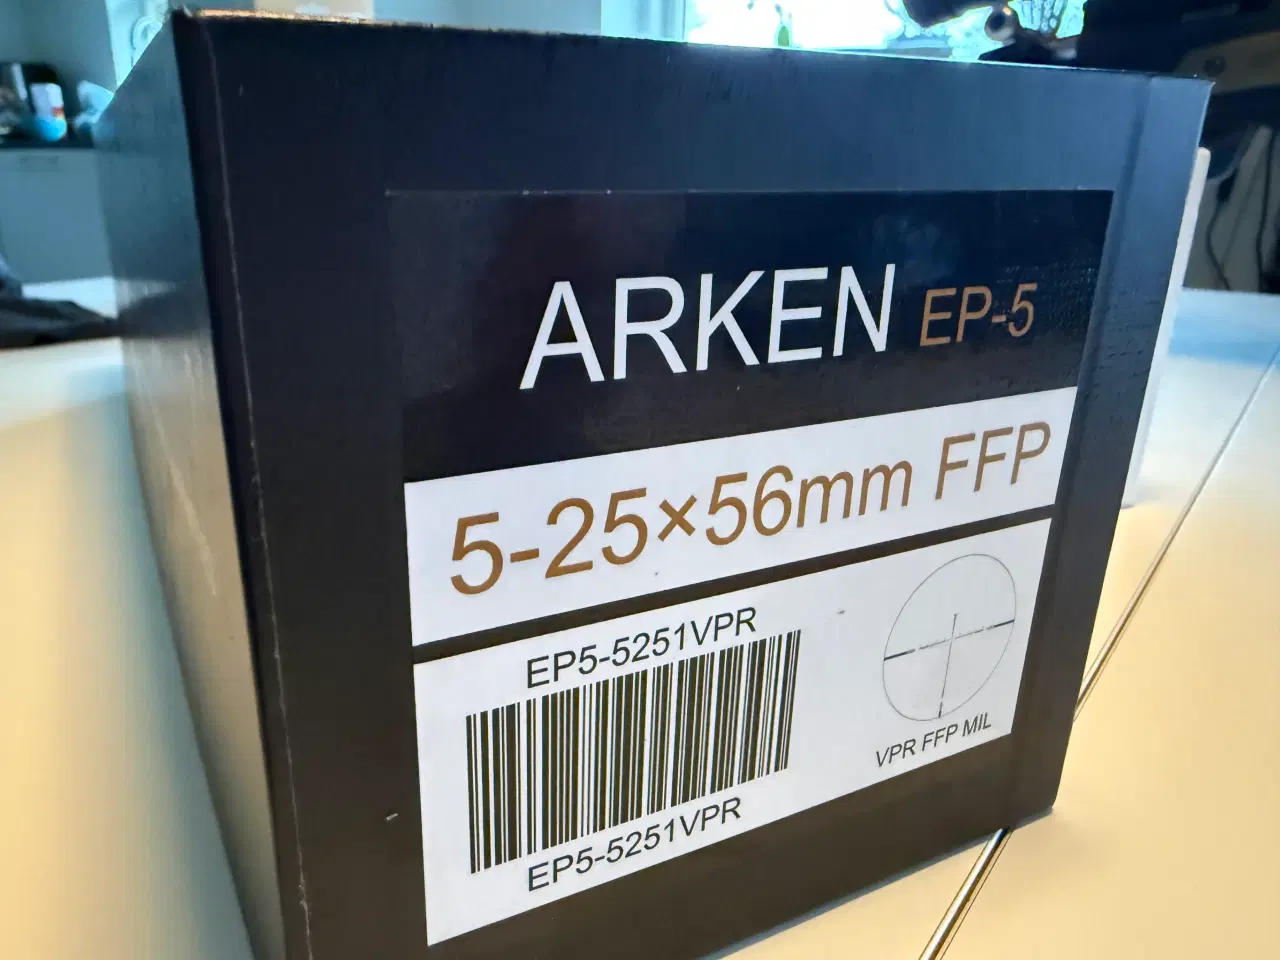 ARKEN EP-5
5-25×56mm FFP
EP5-5251VPR
EP5-5251VPR
VPR FFP MIL